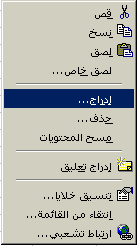 قص
نسخ
لصق
لصق خاص...
إدراج...
حذف...
مسح المحتويات
إدراج تعليق
تنسيق خلايا...
إنتقاء من القائمة...
ارتباط تشعبي...